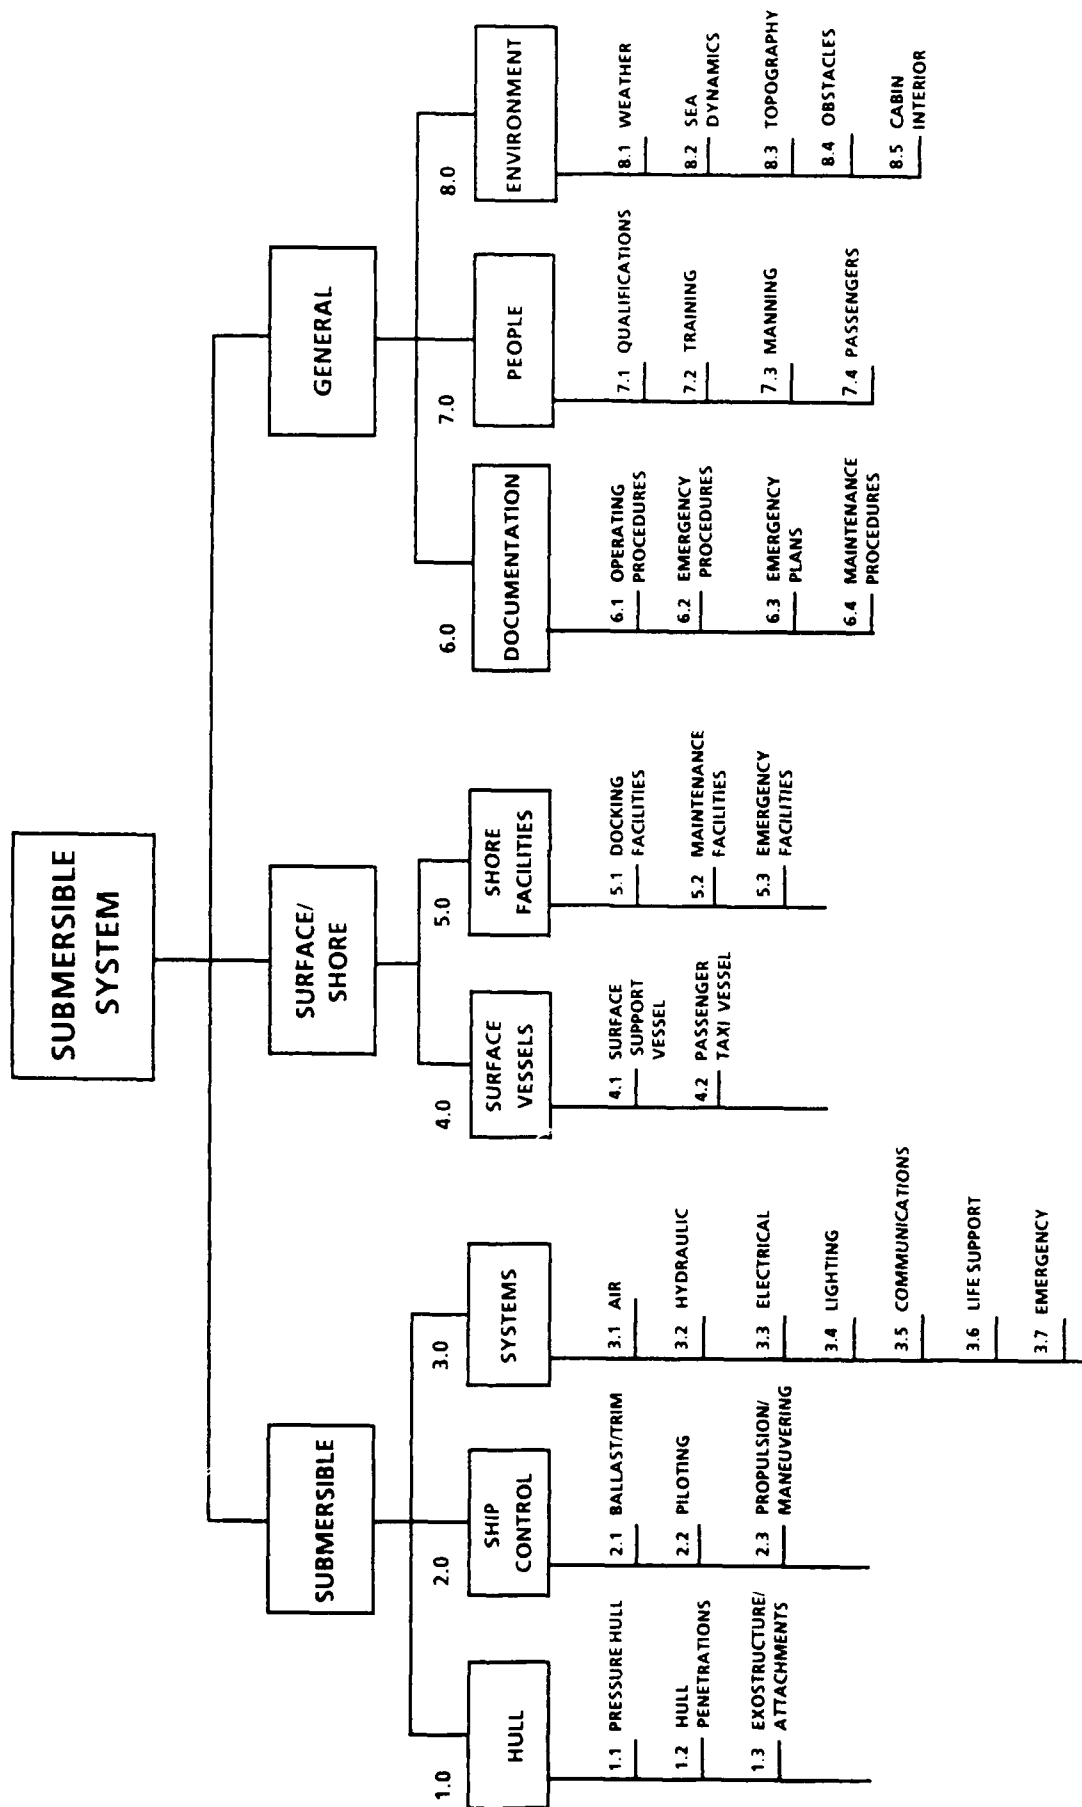 SUBMERSIBLE
SYSTEM
SUBMERSIBLE
SURFACE/
SHORE
GENERAL
1.0
HULL
1.1 PRESSURE HULL
1.2 HULL
PENETRATIONS
1.3 EXOSTRUCTURE/
ATTACHMENTS
2.0
SHIP
CONTROL
2.1 BALLAST/TRIM
2.2 PILOTING
2.3 PROPULSION/
MANEUVERING
3.0
SYSTEMS
3.1 AIR
3.2 HYDRAULIC
3.3 ELECTRICAL
3.4 LIGHTING
3.5 COMMUNICATIONS
3.6 LIFE SUPPORT
3.7 EMERGENCY
4.0
SURFACE
VESSELS
4.1 SURFACE
SUPPORT
VESSEL
4.2 PASSENGER
TAXI VESSEL
5.0
SHORE
FACILITIES
5.1 DOCKING
FACILITIES
5.2 MAINTENANCE
FACILITIES
5.3 EMERGENCY
FACILITIES
6.0
DOCUMENTATION
6.1 OPERATING
PROCEDURES
6.2 EMERGENCY
PROCEDURES
6.3 EMERGENCY
PLANS
6.4 MAINTENANCE
PROCEDURES
7.0
PEOPLE
7.1 QUALIFICATIONS
7.2 TRAINING
7.3 MANNING
7.4 PASSENGERS
8.0
ENVIRONMENT
8.1 WEATHER
8.2 SEA
DYNAMICS
8.3 TOPOGRAPHY
8.4 OBSTACLES
8.5 CABIN
INTERIOR